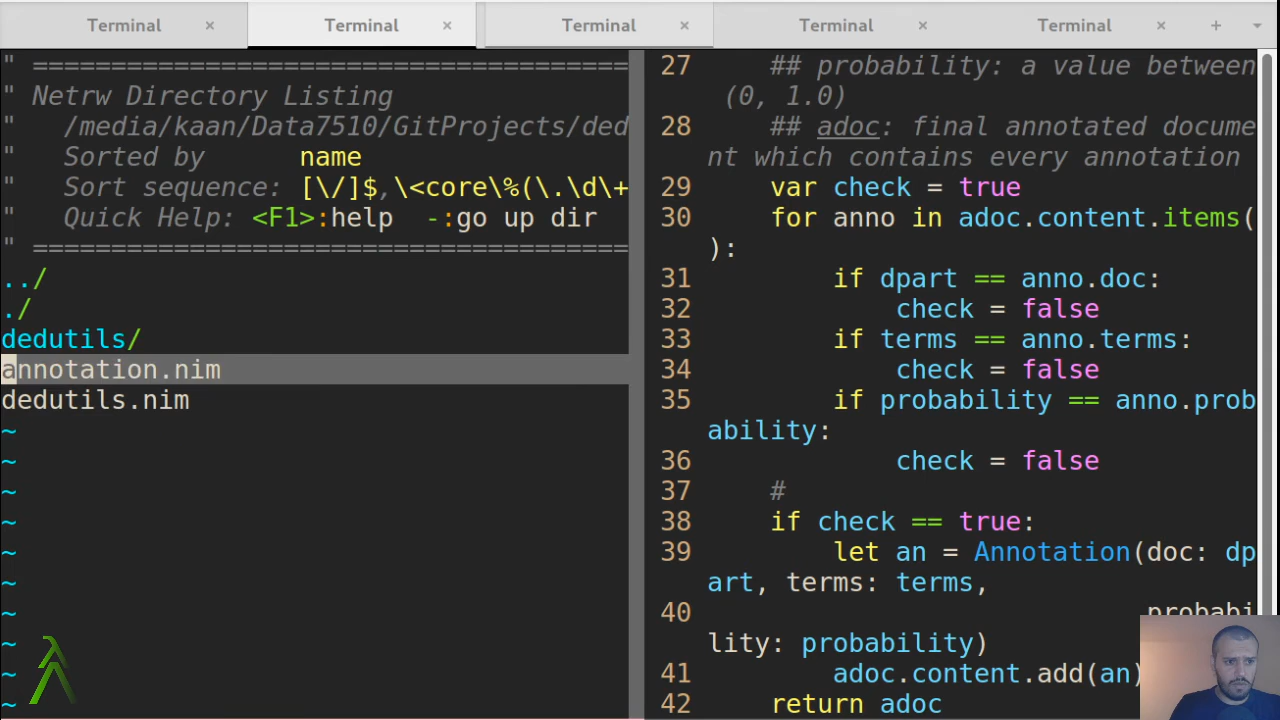 Terminal × Terminal × Terminal × Terminal × Terminal × +
" ======================================
" Netrw Directory Listing
"   /media/kaan/Data7510/GitProjects/ded
"   Sorted by      name
"   Sort sequence: [\/]$,\<core\%(\.\d\+
"   Quick Help: <F1>:help  -:go up dir
" ======================================
../
./
dedutils/
annotation.nim
dedutils.nim
~
~
~
~
~
~
~
~
~
~
27     ## probability: a value between
 (0, 1.0)
28     ## adoc: final annotated docume
nt which contains every annotation
29     var check = true
30     for anno in adoc.content.items(
):
31         if dpart == anno.doc:
32             check = false
33         if terms == anno.terms:
34             check = false
35         if probability == anno.prob
ability:
36             check = false
37     #
38     if check == true:
39         let an = Annotation(doc: dp
art, terms: terms,
40                             probabi
lity: probability)
41         adoc.content.add(an)
42     return adoc